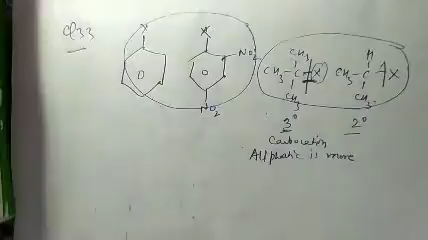 Q33
X X
NO2
CH3 H
CH3-C-X CH3-C-X
CH3 CH3
NO2
3° 2°
Carbocation
Aliphatic is more